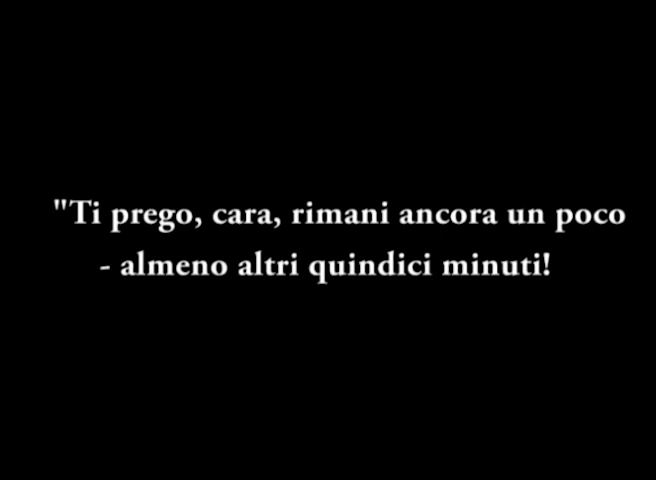 "Ti prego, cara, rimani ancora un poco
- almeno altri quindici minuti!